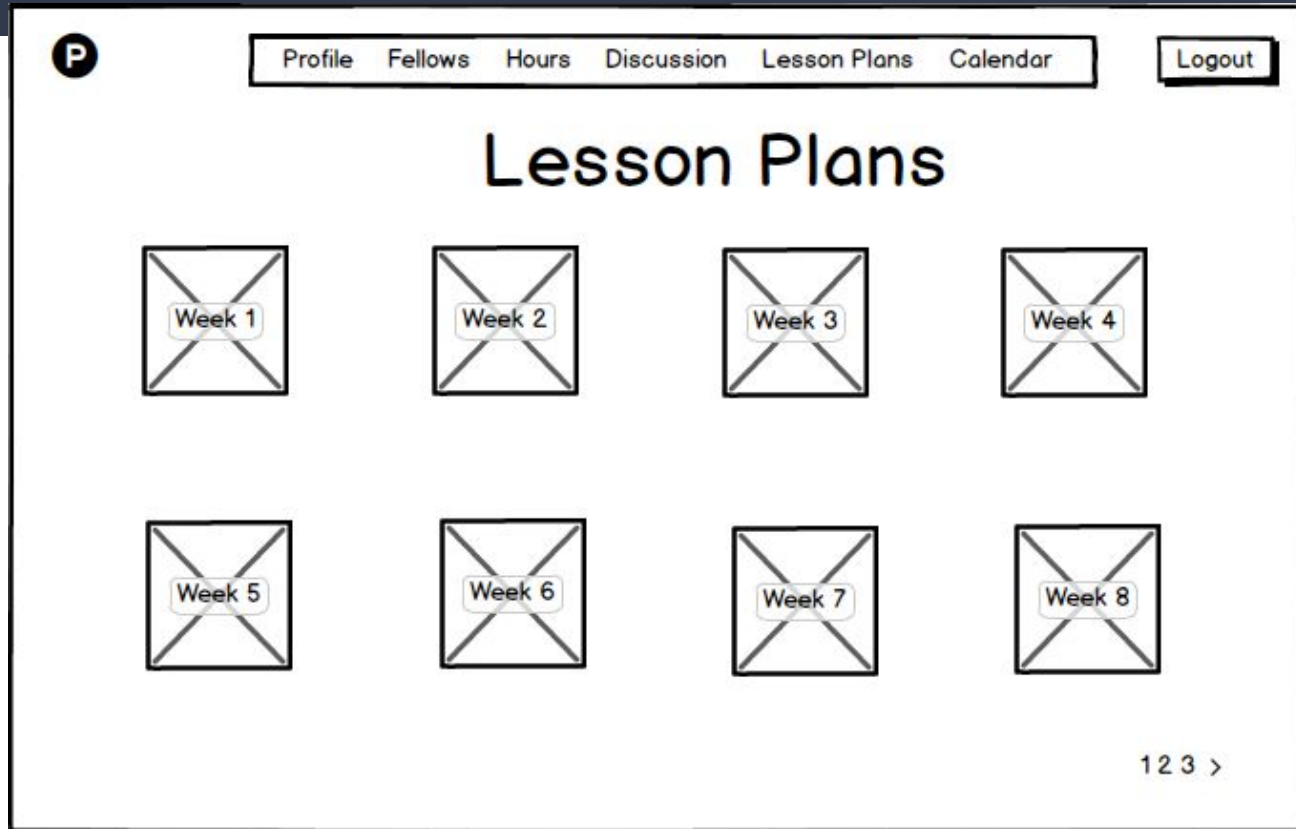 P
Profile Fellows Hours Discussion Lesson Plans Calendar
Logout
Lesson Plans
Week 1
Week 2
Week 3
Week 4
Week 5
Week 6
Week 7
Week 8
1 2 3 >